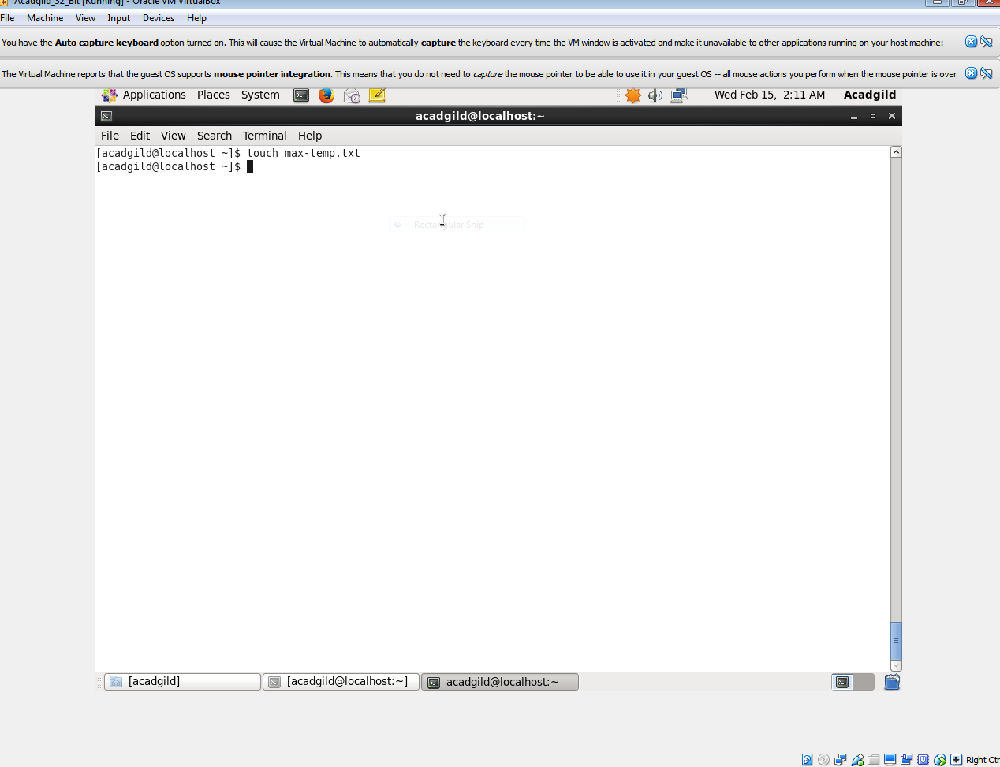 Acadgild_32_Bit [Running] - Oracle VM VirtualBox
File Machine View Input Devices Help
You have the Auto capture keyboard option turned on. This will cause the Virtual Machine to automatically capture the keyboard every time the VM window is activated and make it unavailable to other applications running on your host machine:
The Virtual Machine reports that the guest OS supports mouse pointer integration. This means that you do not need to capture the mouse pointer to be able to use it in your guest OS -- all mouse actions you perform when the mouse pointer is over
Applications Places System Wed Feb 15, 2:11 AM Acadgild
acadgild@localhost:~
File Edit View Search Terminal Help
[acadgild@localhost ~]$ touch max-temp.txt
[acadgild@localhost ~]$
Rectangular Snip
[acadgild] [acadgild@localhost:~] acadgild@localhost:~
Right Ctr